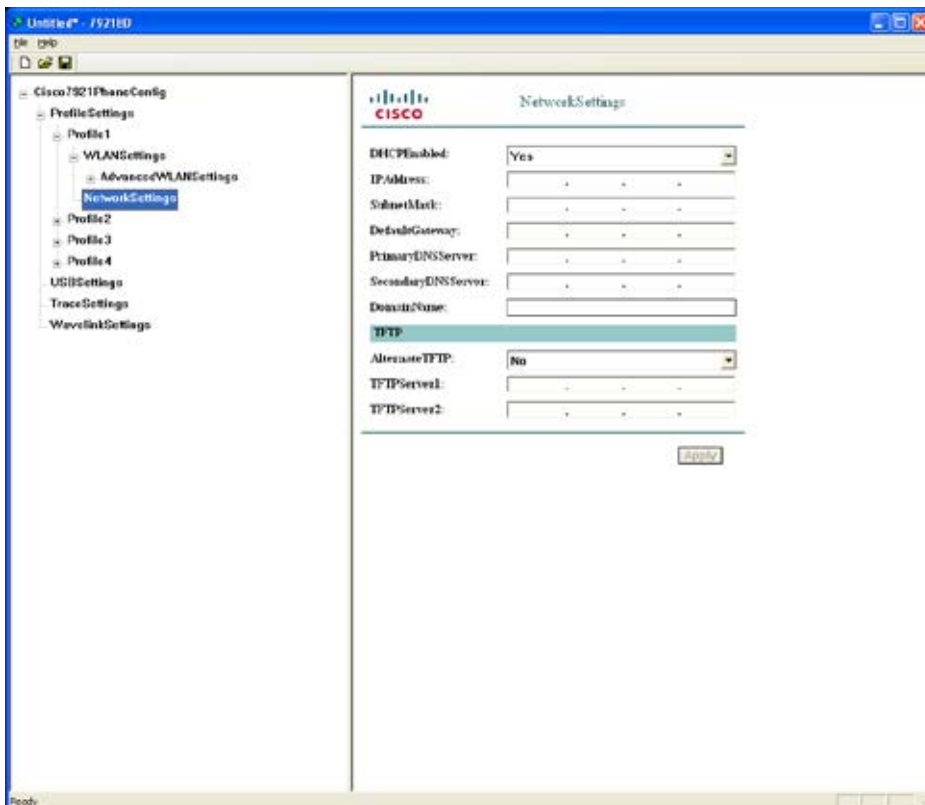 Untitled* - 7921ED
File Help
Cisco7921PhoneConfig
ProfileSettings
Profile1
WLANSettings
AdvancedWLANSettings
NetworkSettings
Profile2
Profile3
Profile4
USBSettings
TraceSettings
WavelinkSettings
CISCO
NetworkSettings
DHCPEnabled: Yes
IPAddress: . . .
SubnetMask: . . .
DefaultGateway: . . .
PrimaryDNSServer: . . .
SecondaryDNSServer: . . .
DomainName:
TFTP
AlternateTFTP: No
TFTPServer1: . . .
TFTPServer2: . . .
Apply
Ready